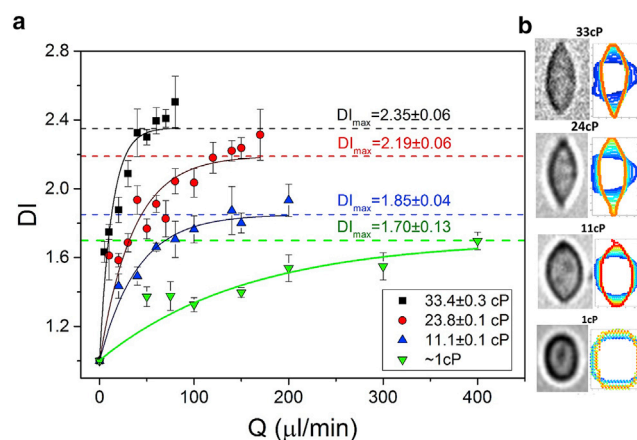 a
b
2.8
2.4
2.0
1.6
1.2
DI
0
100
200
300
400
Q (µl/min)
DImax=2.35±0.06
DImax=2.19±0.06
DImax=1.85±0.04
DImax=1.70±0.13
33.4±0.3 cP
23.8±0.1 cP
11.1±0.1 cP
~1cP
33cP
24cP
11cP
1cP